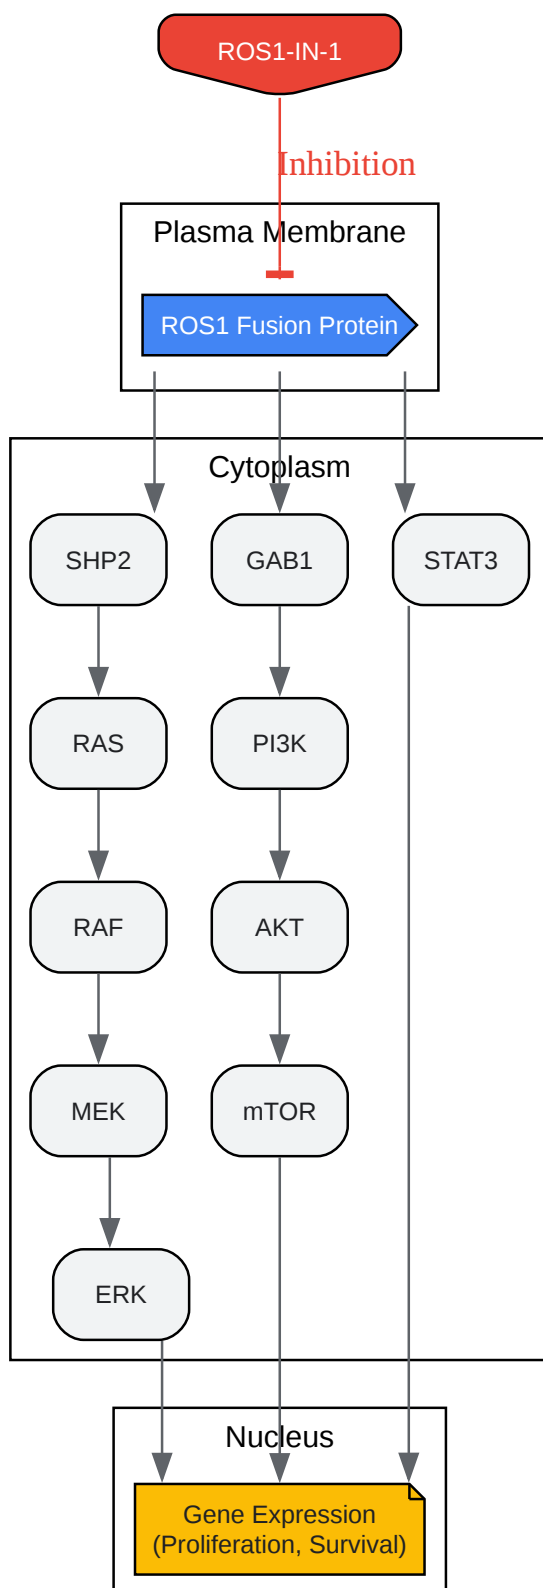 ROS1-IN-1
Inhibition
Plasma Membrane
ROS1 Fusion Protein
Cytoplasm
SHP2
GAB1
STAT3
RAS
PI3K
RAF
AKT
MEK
mTOR
ERK
Nucleus
Gene Expression
(Proliferation, Survival)